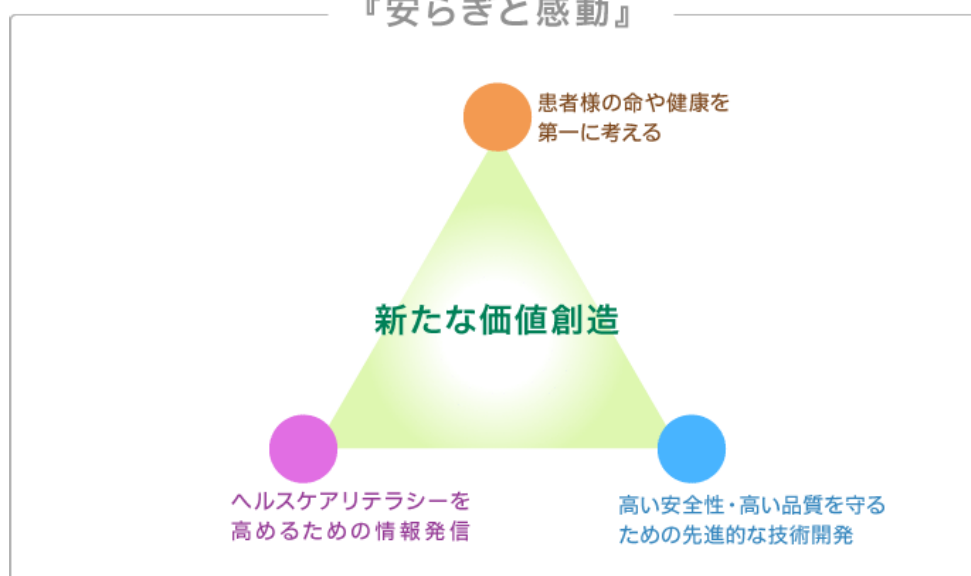 『安らぎと感動』
患者様の命や健康を
第一に考える
新たな価値創造
ヘルスケアリテラシーを
高めるための情報発信
高い安全性・高い品質を守る
ための先進的な技術開発